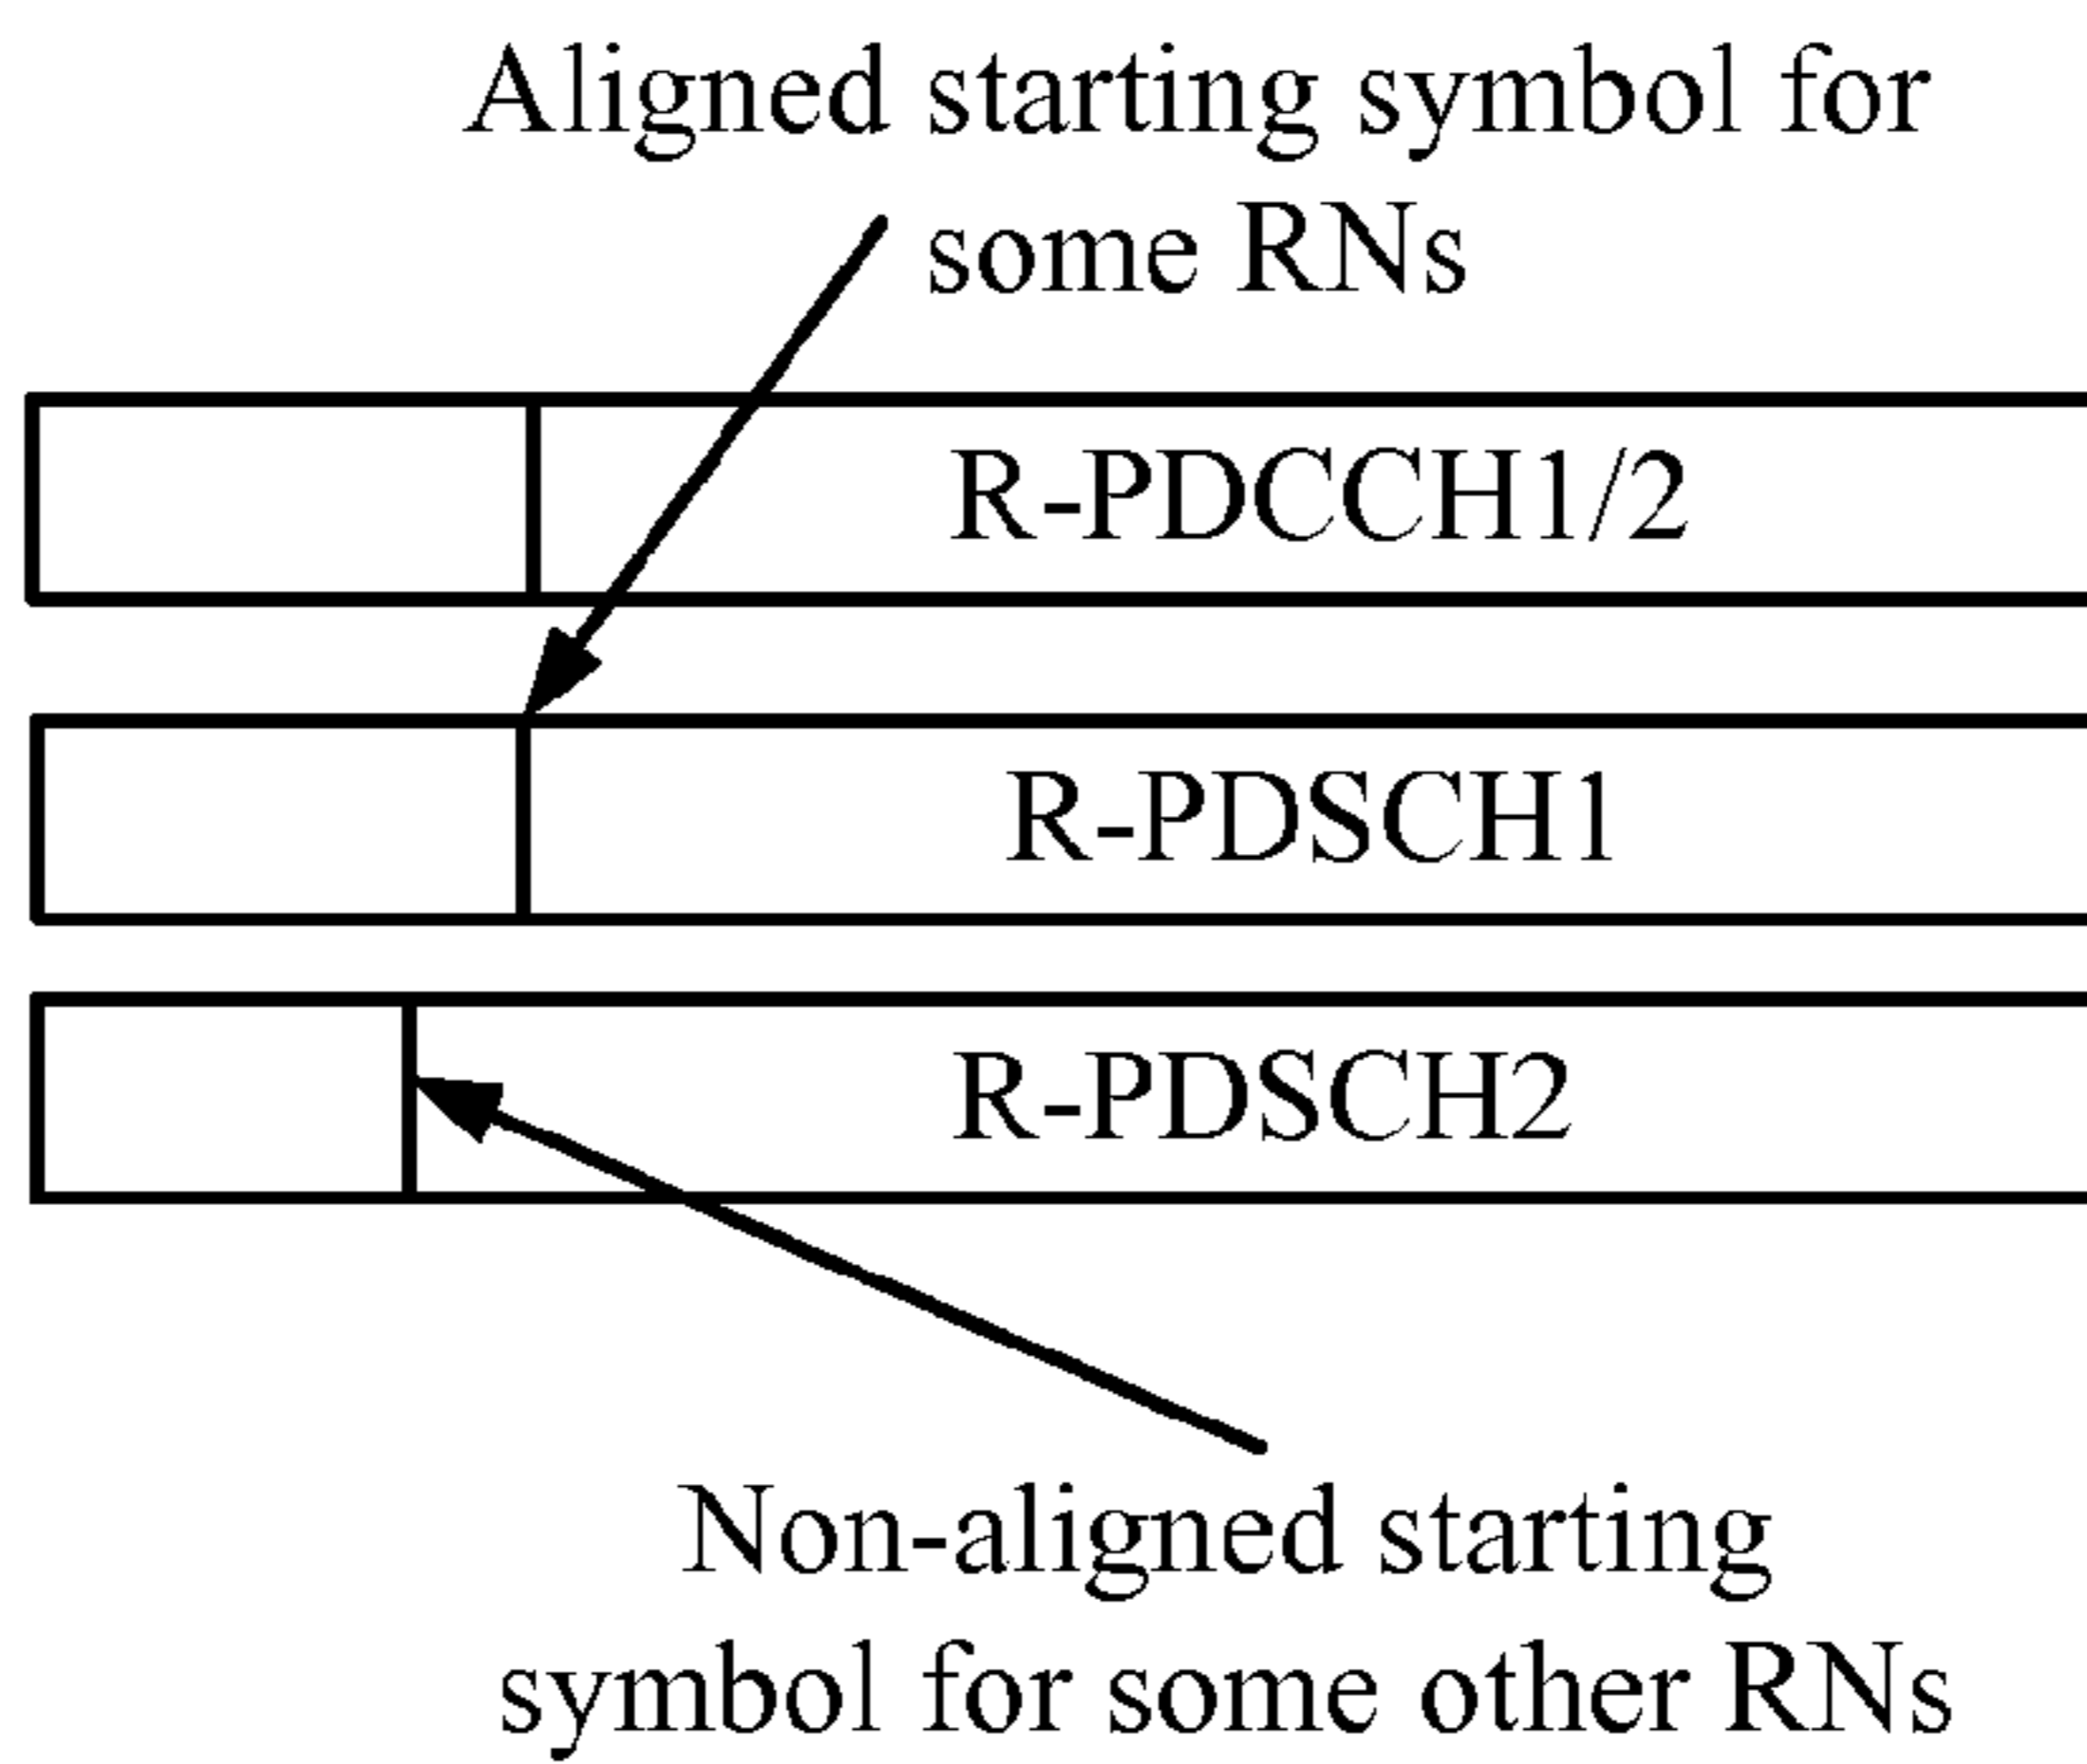 Aligned starting symbol for
some RNs
R-PDCCH1/2
R-PDSCH1
R-PDSCH2
Non-aligned starting
symbol for some other RNs